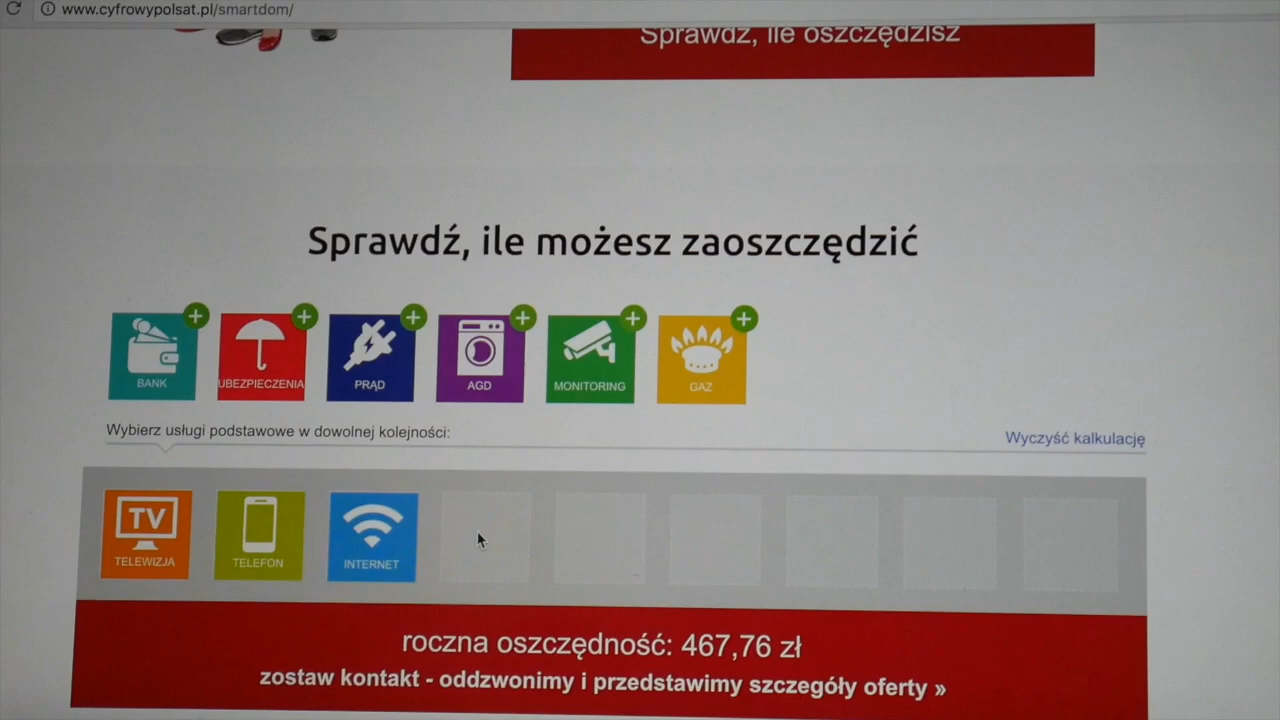 www.cyfrowypolsat.pl/smartdom/
Sprawdź, ile oszczędzisz
Sprawdź, ile możesz zaoszczędzić
BANK
UBEZPIECZENIA
PRĄD
AGD
MONITORING
GAZ
Wybierz usługi podstawowe w dowolnej kolejności:
Wyczyść kalkulację
TV
TELEWIZJA
TELEFON
INTERNET
roczna oszczędność: 467,76 zł
zostaw kontakt - oddzwonimy i przedstawimy szczegóły oferty »